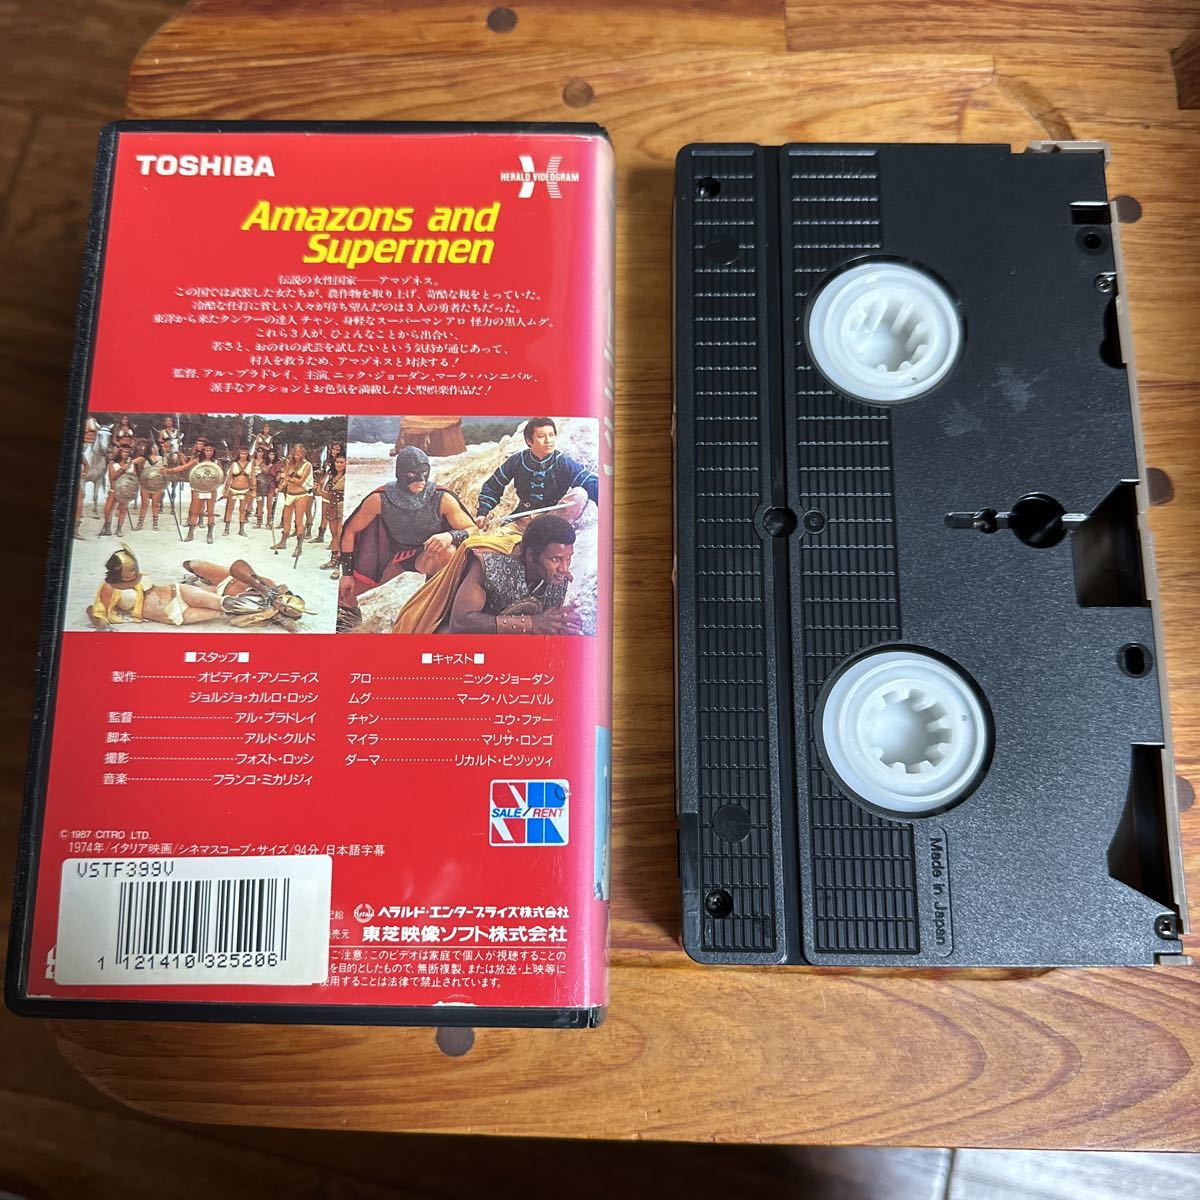 TOSHIBA
HERALD VIDEOGRAM
Amazons and
Supermen
伝説の女性国家──アマゾネス。
この国では武装した女たちが、農作物を取り上げ、苛酷な税をとっていた。
冷酷な仕打に貧しい人々が待ち望んだのは3人の勇者たちだった。
東洋から来たクンフーの達人 チャン、身軽なスーパーマン アロ 怪力の黒人ムグ。
これら3人が、ひょんなことから出合い、
若さと、おのれの武芸を試したいという気持が通じあって、
村人を救うため、アマゾネスと対決する!
監督、アル・ブラドレイ、主演、ニック・ジョーダン、マーク・ハンニバル、
派手なアクションとお色気を満載した大型娯楽作品だ!
■スタッフ■
製作……………オビディオ・アソニティス
ジョルジョ・カルロ・ロッシ
監督……………アル・ブラドレイ
脚本……………アルド・クルド
撮影……………フォスト・ロッシ
音楽……………フランコ・ミカリジィ
■キャスト■
アロ……………ニック・ジョーダン
ムグ……………マーク・ハンニバル
チャン……………ユウ・ファー
マイラ……………マリサ・ロンゴ
ダーマ……………リカルド・ピゾッツィ
SALE/RENT
© 1987 CITRO LTD.
1974年/イタリア映画/シネマスコープ・サイズ/94分/日本語字幕
VSTF399V
1 121410 325206
給 Herald ヘラルド・エンタープライズ株式会社
売元 東芝映像ソフト株式会社
ご注意:このビデオは家庭で個人が視聴することの
を目的としたもので、無断複製、または放送・上映等に
使用することは法律で禁止されています。
Made in Japan